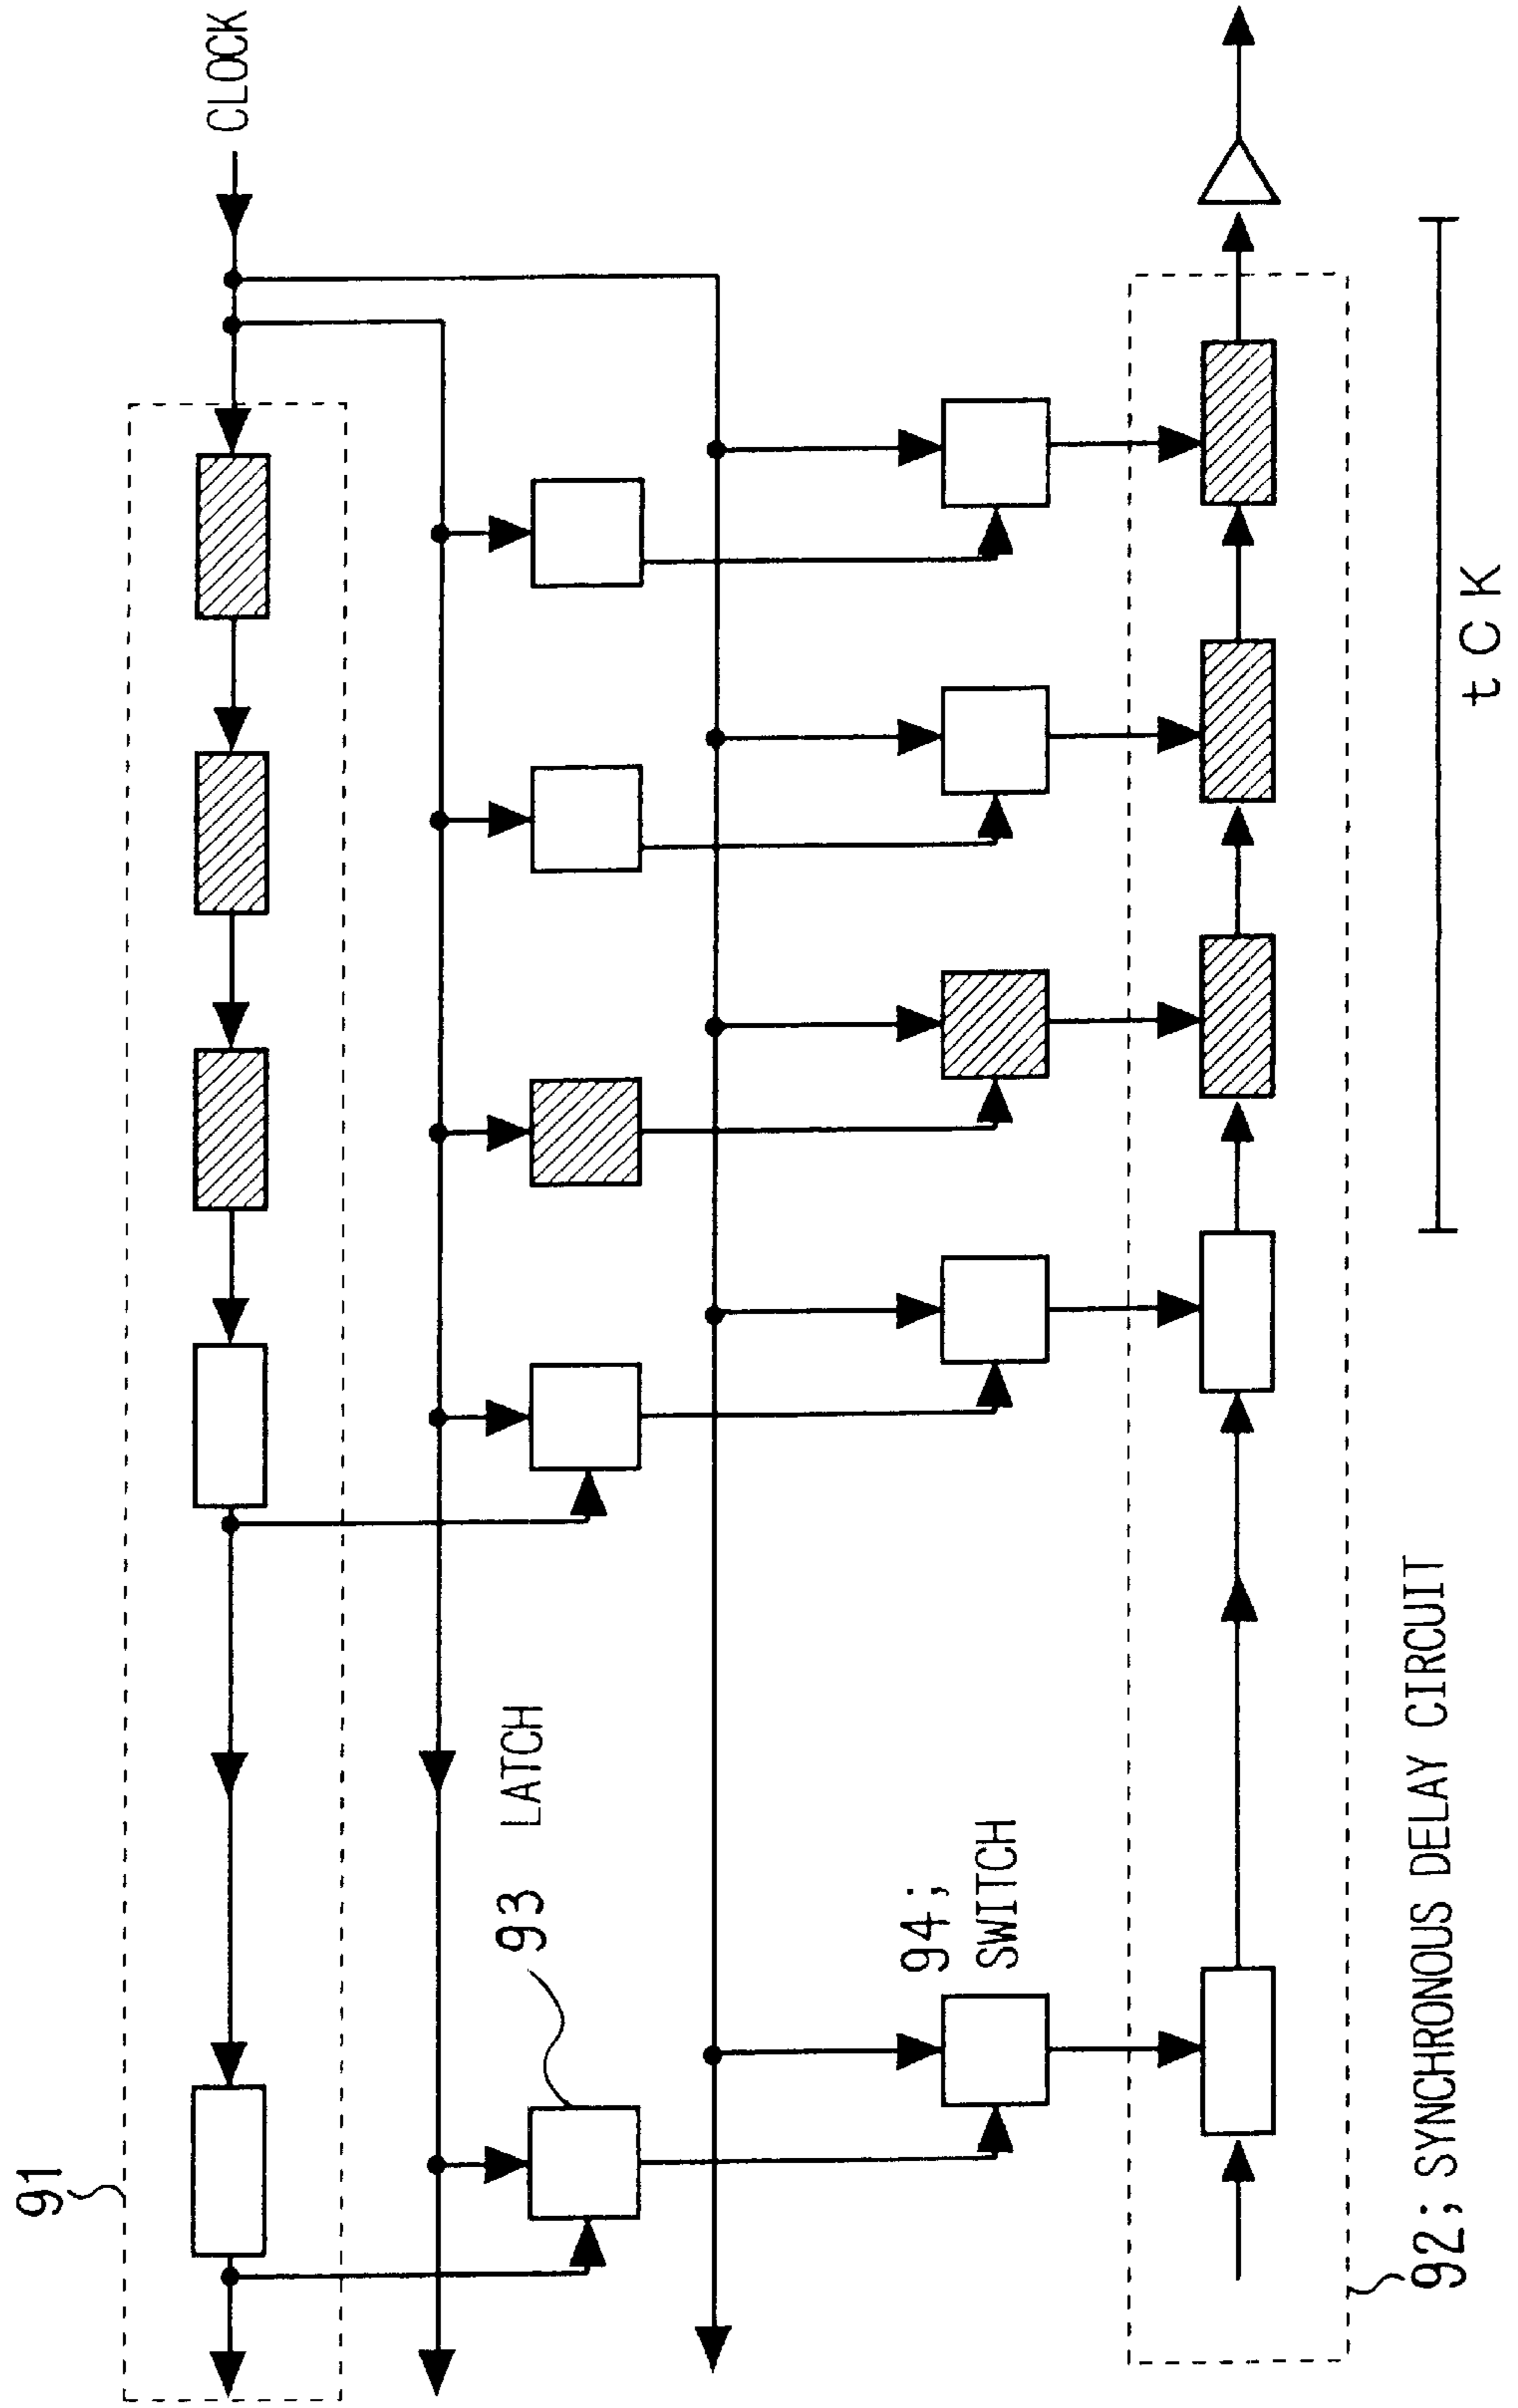 CLOCK
91
93 LATCH
94;
SWITCH
tCK
92; SYNCHRONOUS DELAY CIRCUIT